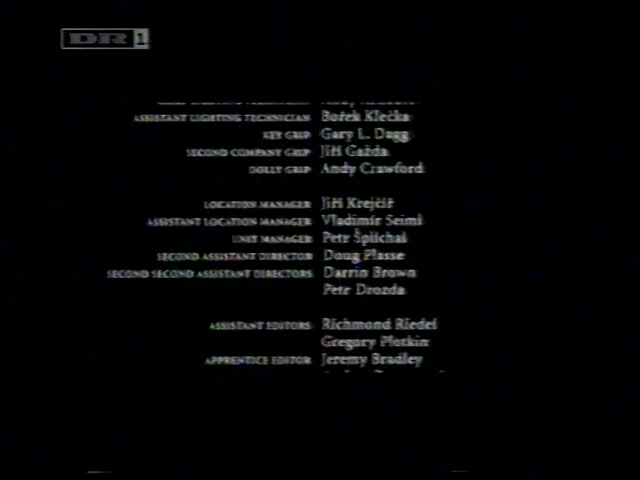 DR 1
ASSISTANT LIGHTING TECHNICIAN Bořek Klečka
KEY GRIP Gary L. Dagg
SECOND COMPANY GRIP Jiří Gažda
DOLLY GRIP Andy Crawford
LOCATION MANAGER Jiří Krejčíř
ASSISTANT LOCATION MANAGER Vladimír Seiml
UNIT MANAGER Petr Šplíchal
SECOND ASSISTANT DIRECTOR Doug Plasse
SECOND SECOND ASSISTANT DIRECTORS Darrin Brown
Petr Drozda
ASSISTANT EDITORS Richmond Riedel
Gregory Plotkin
APPRENTICE EDITOR Jeremy Bradley